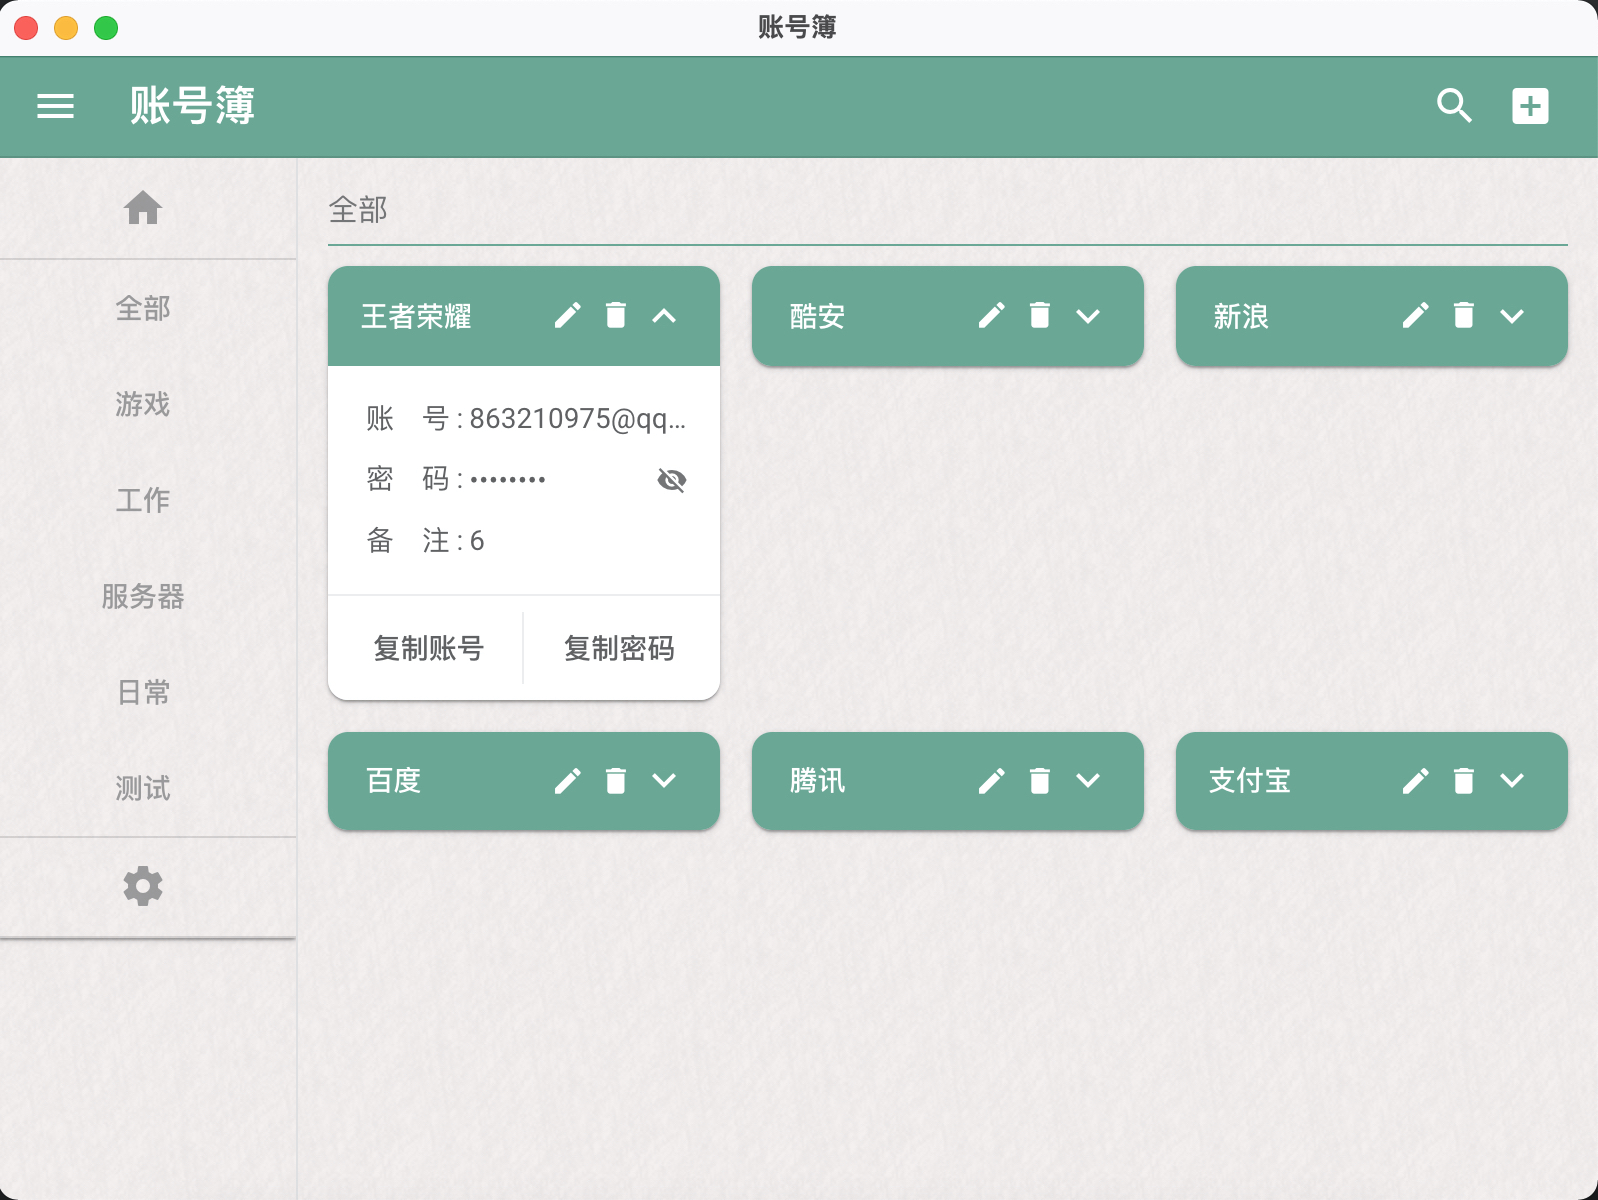 账号簿
账号簿
全部
游戏
工作
服务器
日常
测试
全部
王者荣耀
账 号 : 863210975@qq...
密 码 : ••••••••
备 注 : 6
复制账号
复制密码
酷安
新浪
百度
腾讯
支付宝